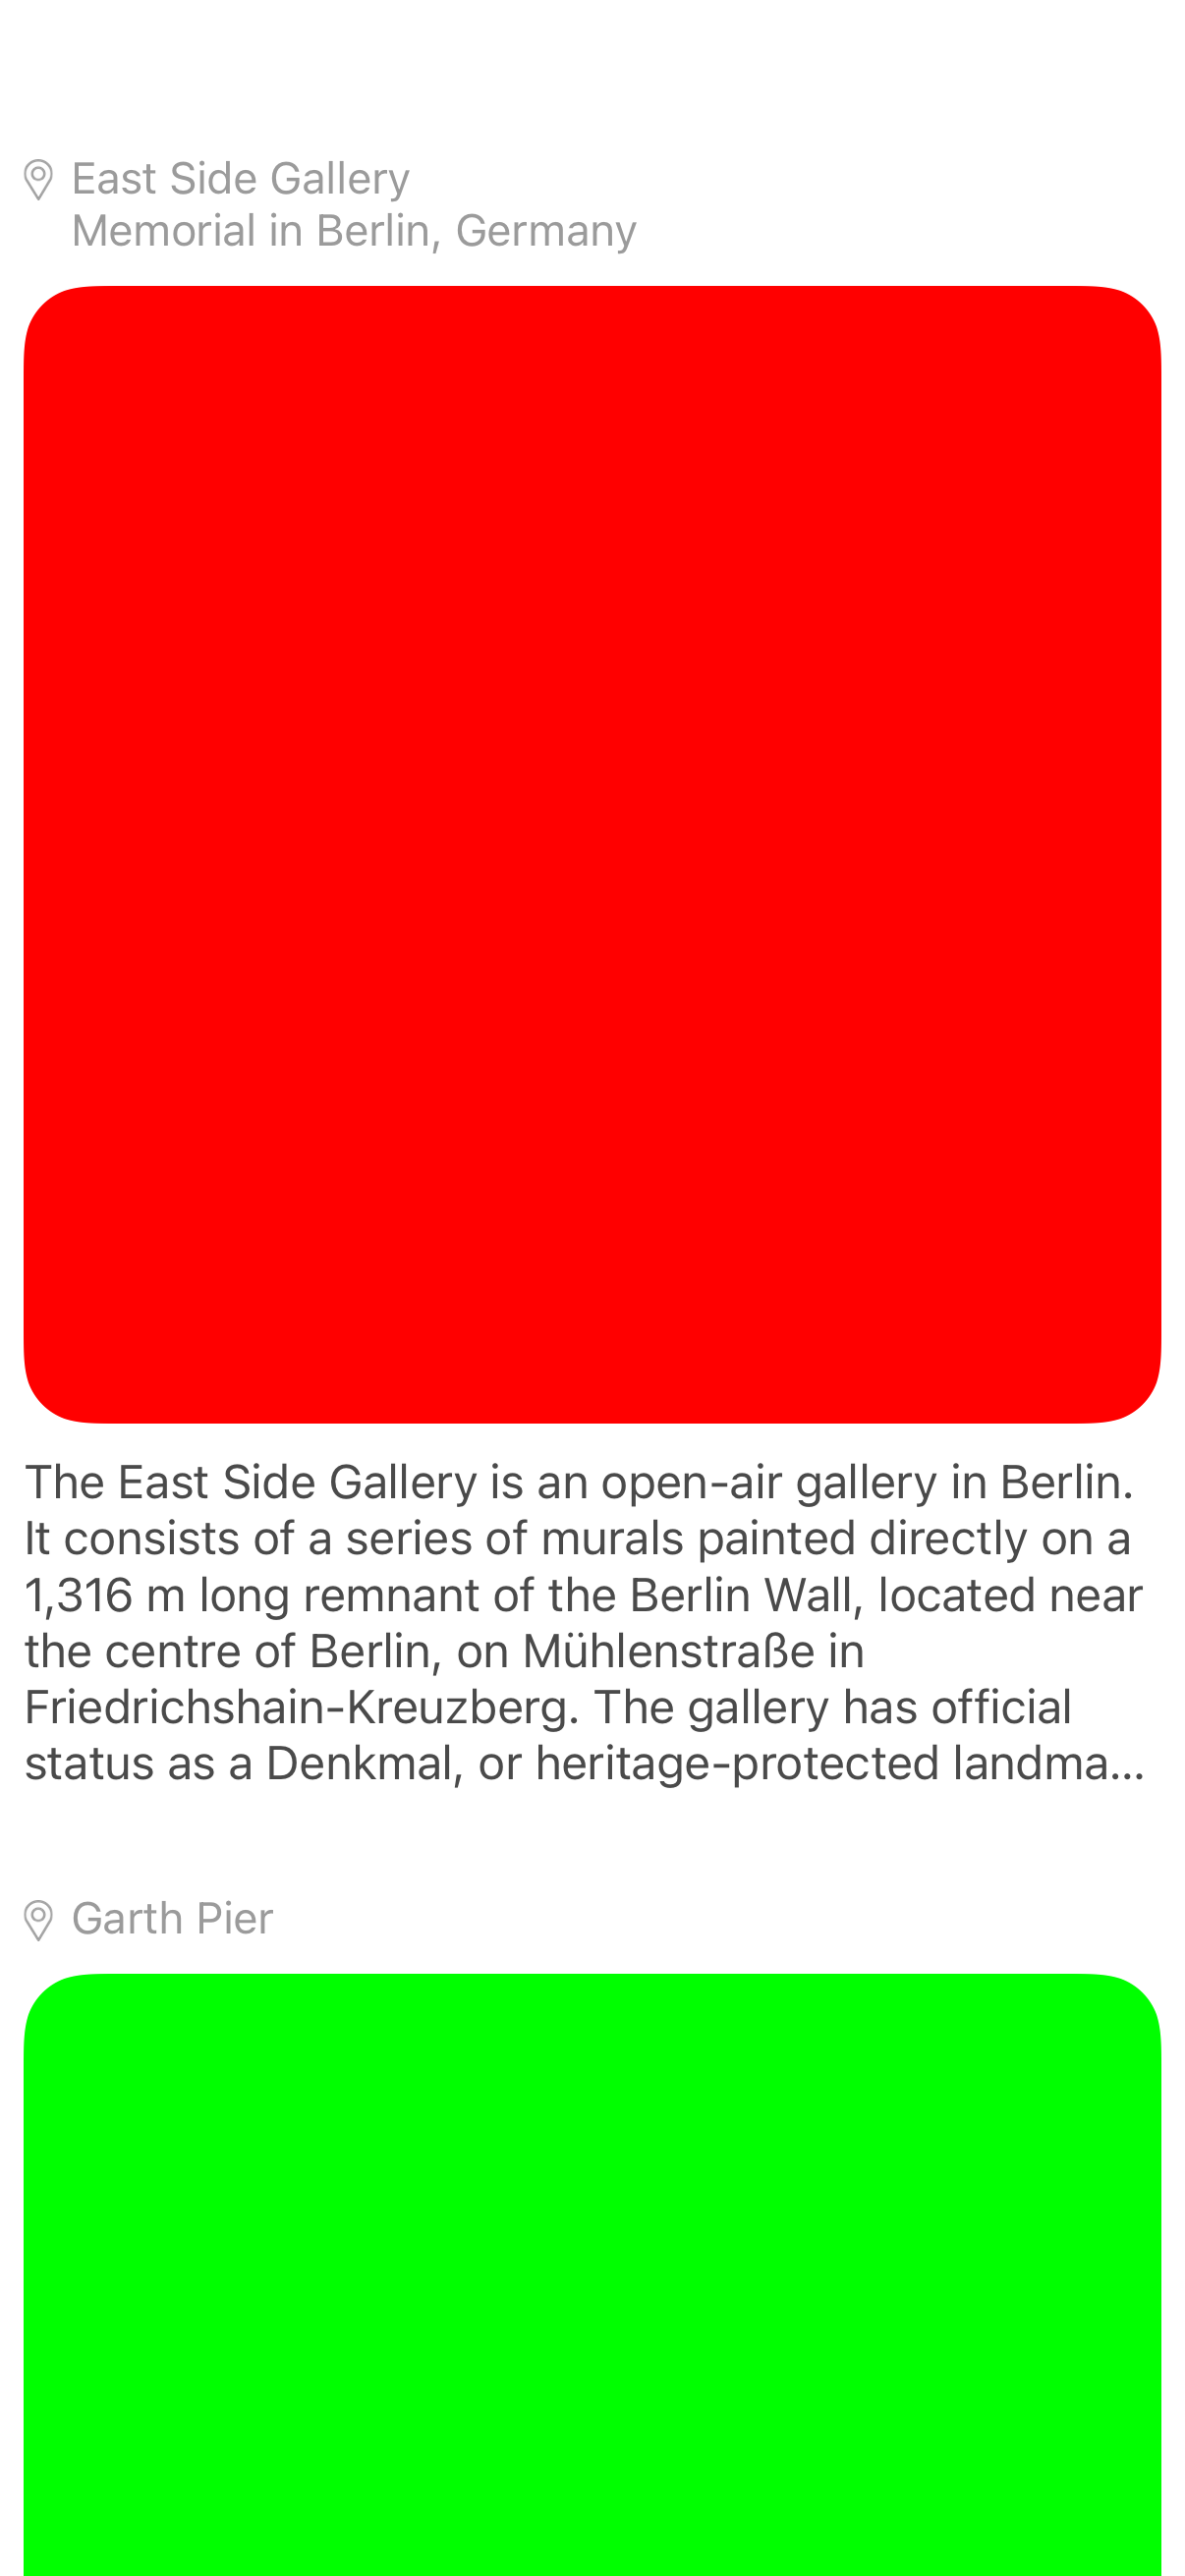 East Side Gallery
Memorial in Berlin, Germany
The East Side Gallery is an open-air gallery in Berlin.
It consists of a series of murals painted directly on a
1,316 m long remnant of the Berlin Wall, located near
the centre of Berlin, on Mühlenstraße in
Friedrichshain-Kreuzberg. The gallery has official
status as a Denkmal, or heritage-protected landma...
Garth Pier